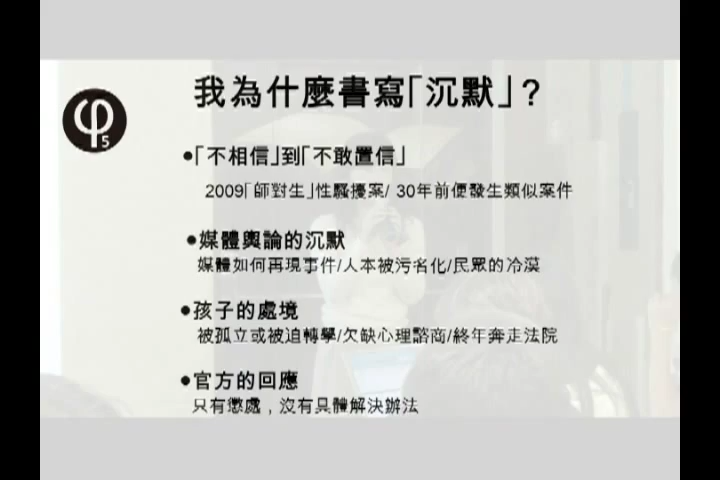 φ5
我為什麼書寫「沉默」?
●「不相信」到「不敢置信」
2009「師對生」性騷擾案/ 30年前便發生類似案件
●媒體輿論的沉默
媒體如何再現事件/人本被污名化/民眾的冷漠
●孩子的處境
被孤立或被迫轉學/欠缺心理諮商/終年奔走法院
●官方的回應
只有懲處，沒有具體解決辦法